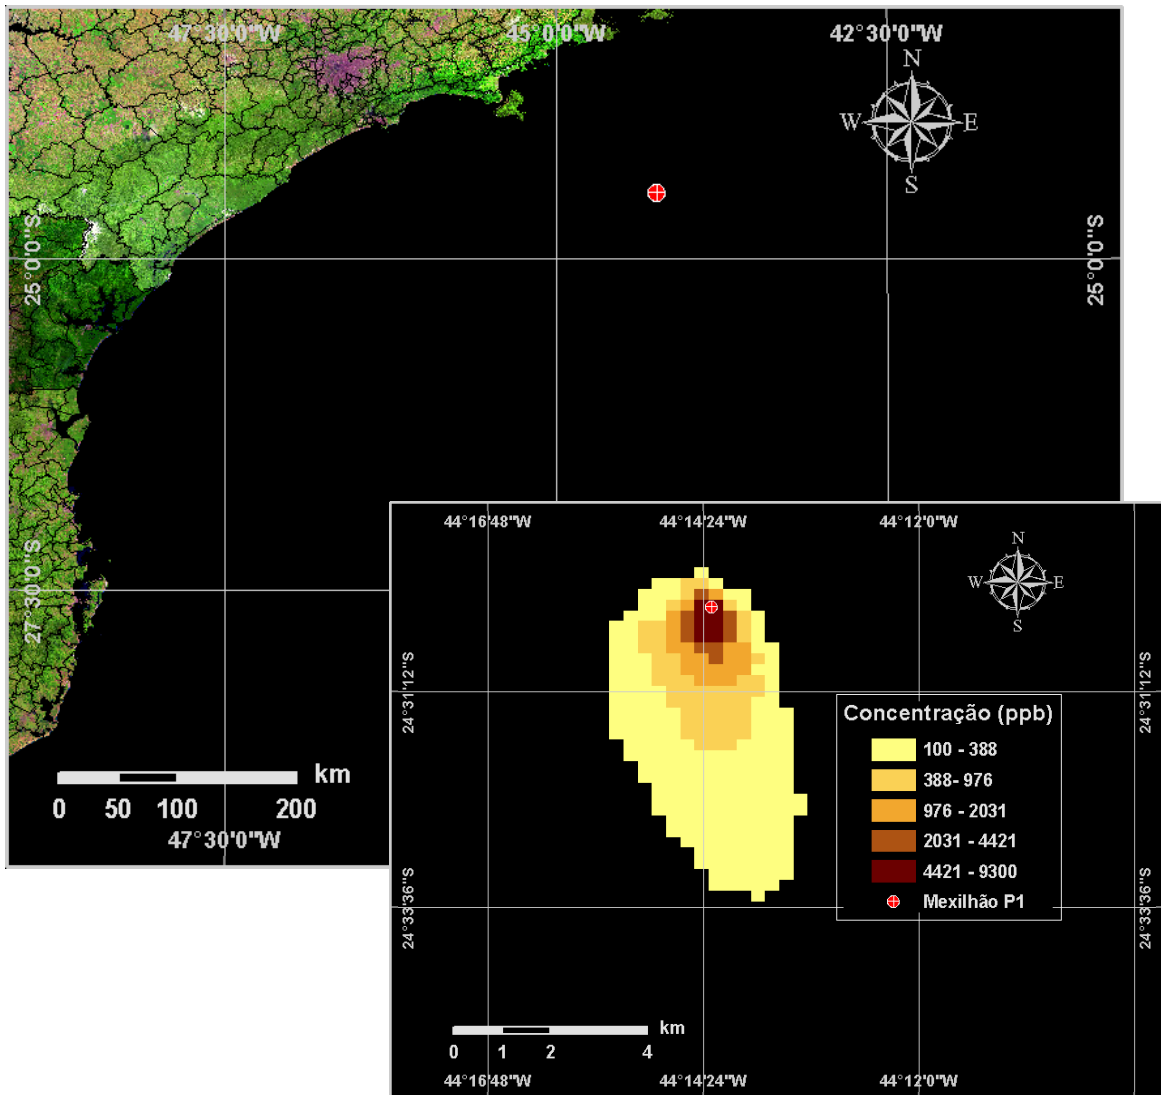 47°30'0"W
45°0'0"W
42°30'0"W
N
W
E
S
25°0'0"S
25°0'0"S
27°30'0"S
km
0 50 100 200
47°30'0"W
44°16'48"W
44°14'24"W
44°12'0"W
N
W
E
S
24°31'12"S
24°31'12"S
Concentração (ppb)
100 - 388
388- 976
976 - 2031
2031 - 4421
4421 - 9300
Mexilhão P1
24°33'36"S
24°33'36"S
km
0 1 2 4
44°16'48"W
44°14'24"W
44°12'0"W